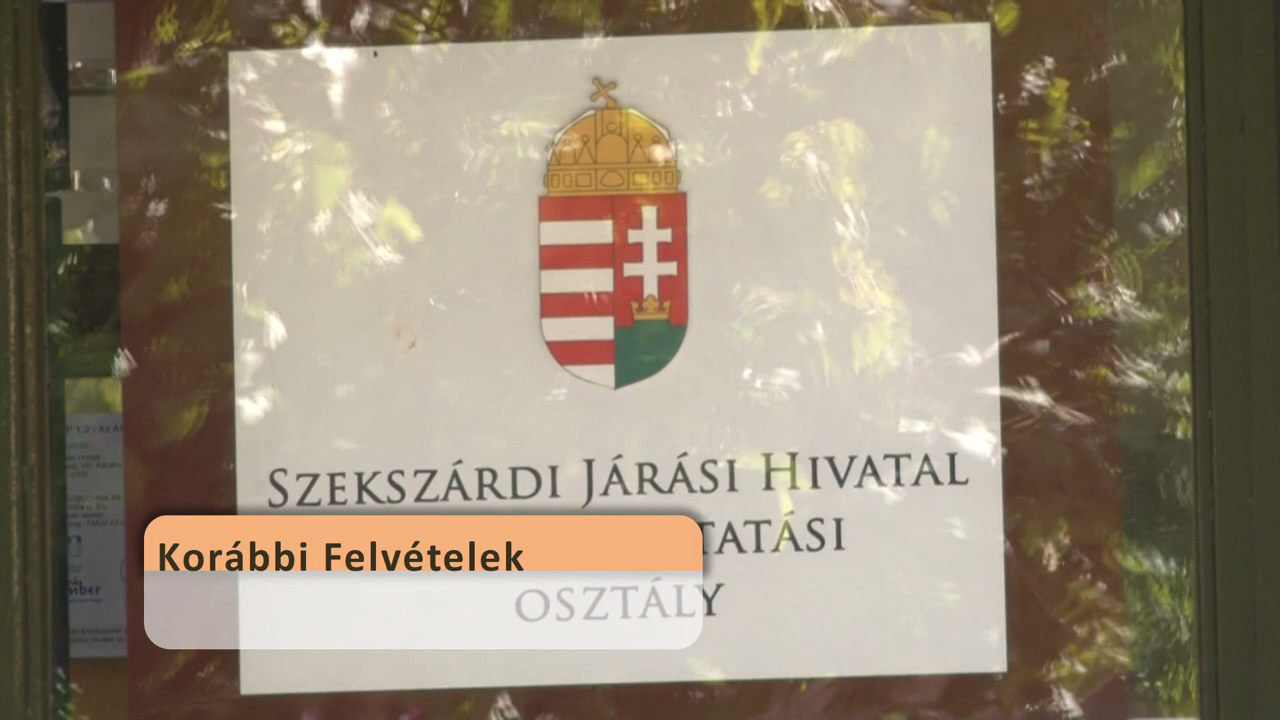 Szekszárdi Járási Hivatal
tatási
osztály
Korábbi Felvételek